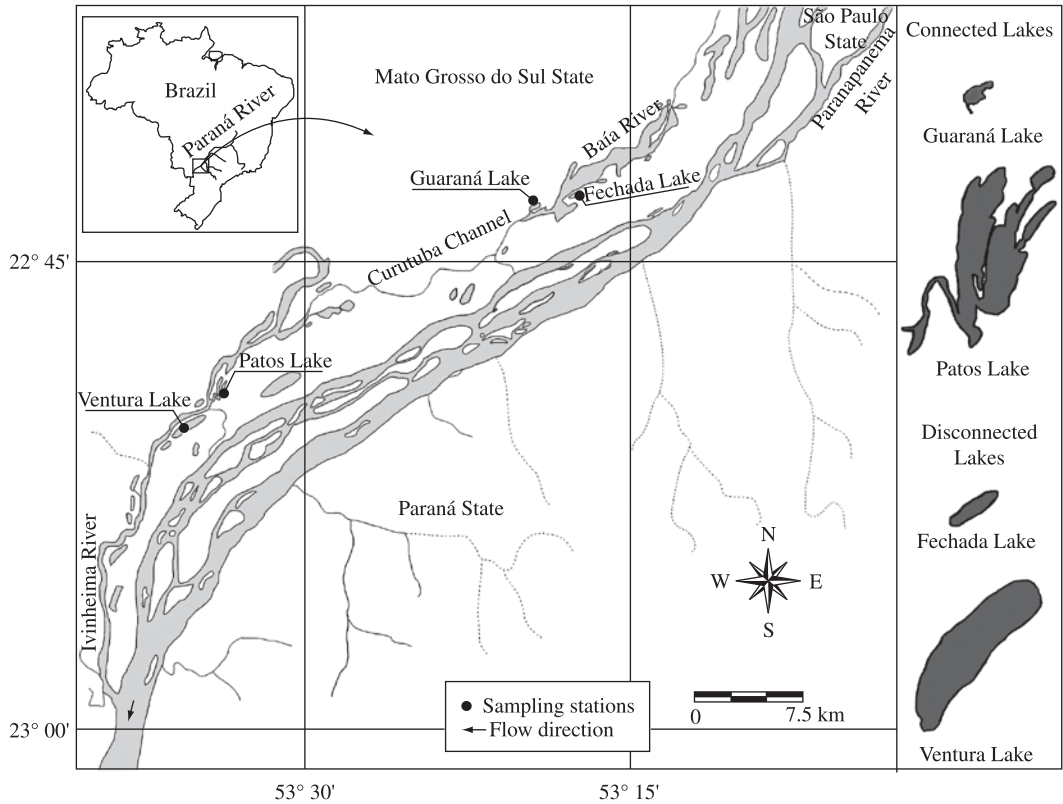 Brazil
Paraná River
Mato Grosso do Sul State
São Paulo
State
Paranapanema
River
Baía River
Guaraná Lake
Fechada Lake
Curutuba Channel
22° 45'
Patos Lake
Ventura Lake
Paraná State
Ivinheima River
N
W
E
S
Sampling stations
Flow direction
0
7.5 km
23° 00'
53° 30'
53° 15'
Connected Lakes
Guaraná Lake
Patos Lake
Disconnected
Lakes
Fechada Lake
Ventura Lake